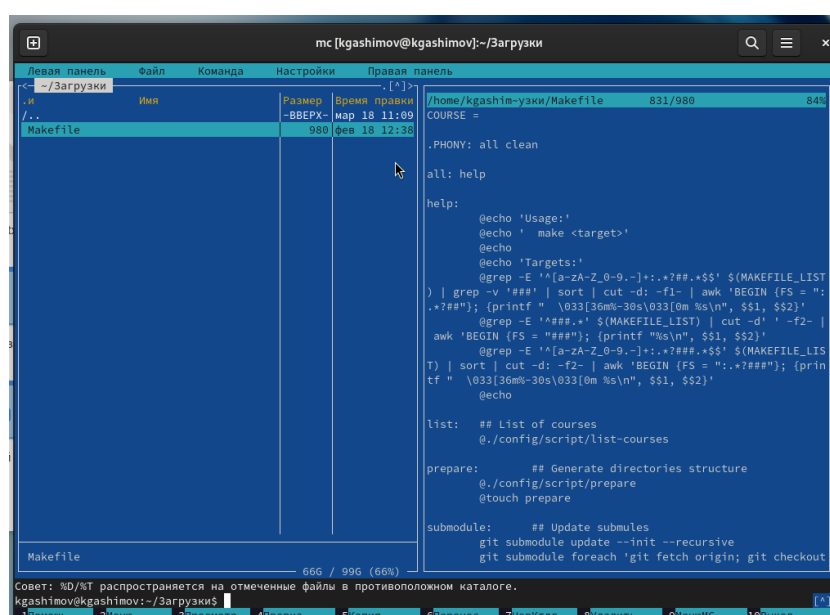 mc [kgashimov@kgashimov]:~/Загрузки
Левая панель Файл Команда Настройки Правая панель
<- ~/Загрузки .[^]>
.и Имя Размер Время правки
/.. -ВВЕРХ- мар 18 11:09
Makefile 980 фев 18 12:38
Makefile
66G / 99G (66%)
/home/kgashim~узки/Makefile 831/980 84%
COURSE =
.PHONY: all clean
all: help
help:
@echo 'Usage:'
@echo '  make <target>'
@echo
@echo 'Targets:'
@grep -E '^[a-zA-Z_0-9.-]+:.*?##.*$$' $(MAKEFILE_LIST
) | grep -v '###' | sort | cut -d: -f1- | awk 'BEGIN {FS = ":
.*?##"}; {printf "  \033[36m%-30s\033[0m %s\n", $$1, $$2}'
@grep -E '^###.*' $(MAKEFILE_LIST) | cut -d' ' -f2- |
awk 'BEGIN {FS = "###"}; {printf "%s\n", $$1, $$2}'
@grep -E '^[a-zA-Z_0-9.-]+:.*?###.*$$' $(MAKEFILE_LIS
T) | sort | cut -d: -f2- | awk 'BEGIN {FS = ":.*?###"}; {prin
tf "  \033[36m%-30s\033[0m %s\n", $$1, $$2}'
@echo
list: ## List of courses
@./config/script/list-courses
prepare: ## Generate directories structure
@./config/script/prepare
@touch prepare
submodule: ## Update submules
git submodule update --init --recursive
git submodule foreach 'git fetch origin; git checkout
Совет: %D/%T распространяется на отмеченные файлы в противоположном каталоге.
kgashimov@kgashimov:~/Загрузки$ [^]